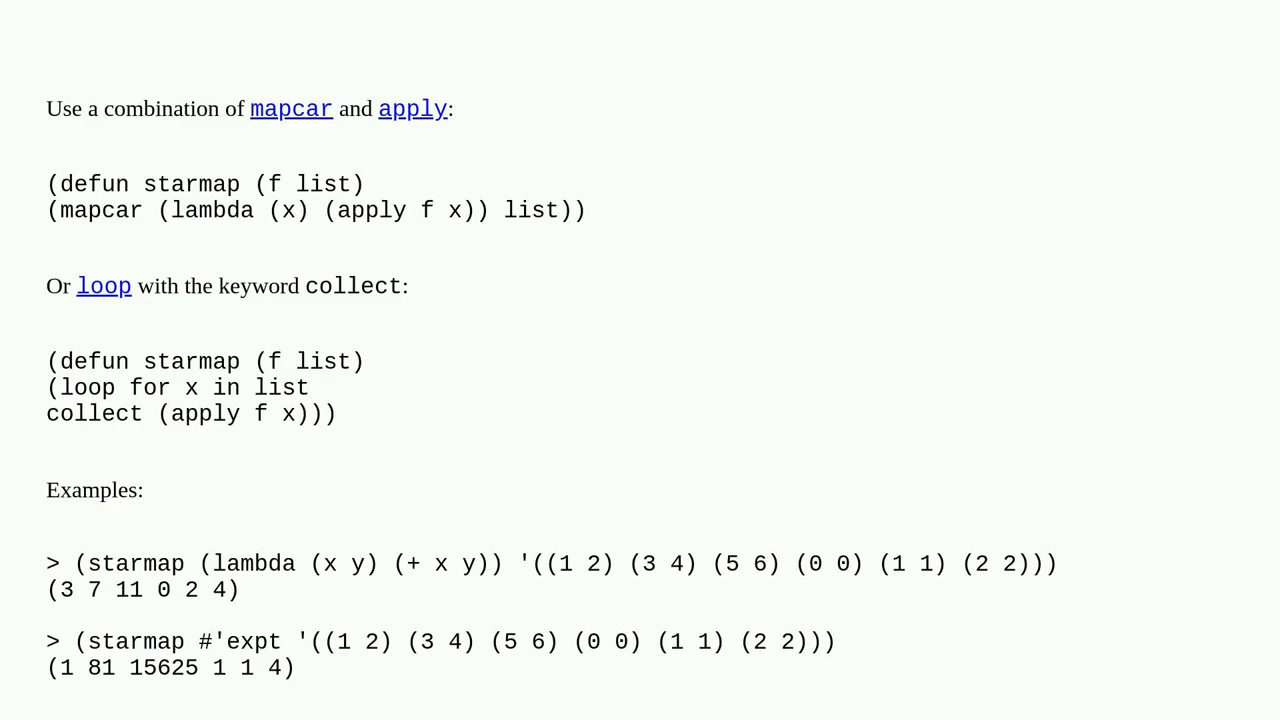 Use a combination of mapcar and apply:
(defun starmap (f list)
(mapcar (lambda (x) (apply f x)) list))
Or loop with the keyword collect:
(defun starmap (f list)
(loop for x in list
collect (apply f x)))
Examples:
> (starmap (lambda (x y) (+ x y)) '((1 2) (3 4) (5 6) (0 0) (1 1) (2 2)))
(3 7 11 0 2 4)
> (starmap #'expt '((1 2) (3 4) (5 6) (0 0) (1 1) (2 2)))
(1 81 15625 1 1 4)